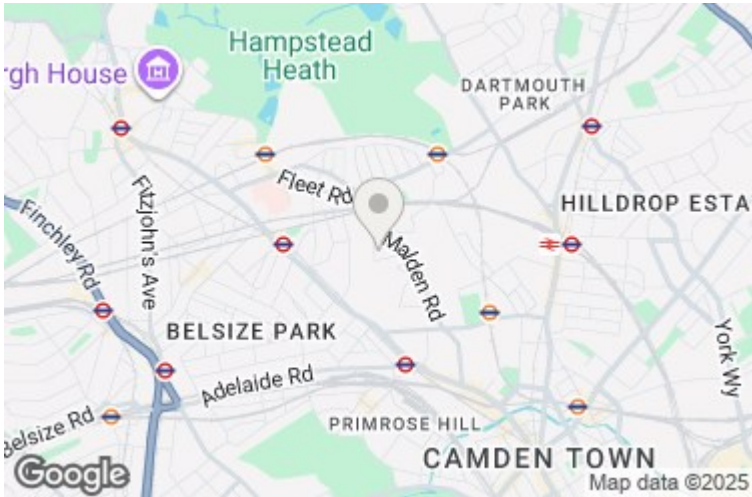 Hampstead
Heath
gh House
DARTMOUTH
PARK
Fleet Rd
Fitzjohn's Ave
Finchley Rd
HILLDROP ESTA
Malden Rd
BELSIZE PARK
York Wy
Adelaide Rd
Belsize Rd
PRIMROSE HILL
CAMDEN TOWN
Google
Map data ©2025